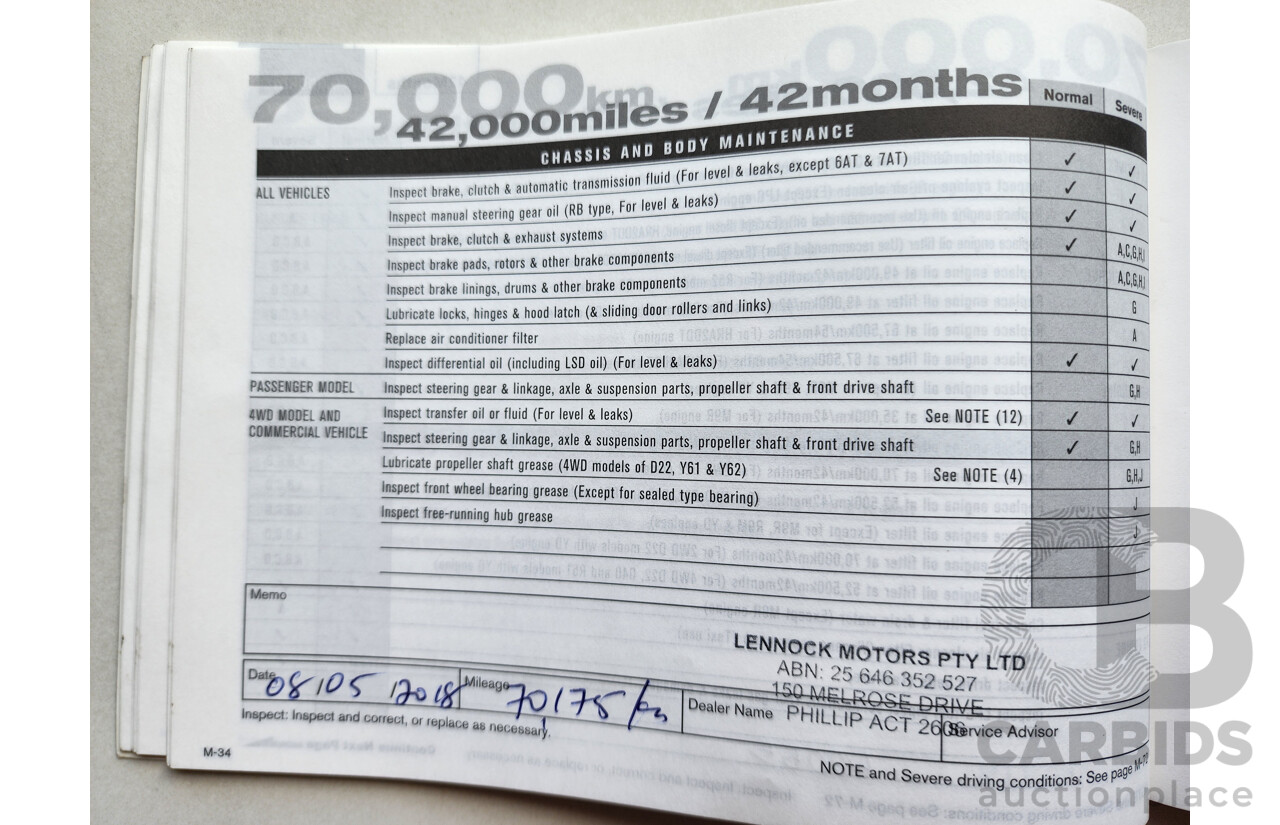 70,000km
42,000miles / 42months
Normal Severe
CHASSIS AND BODY MAINTENANCE
ALL VEHICLES
Inspect brake, clutch & automatic transmission fluid (For level & leaks, except 6AT & 7AT) ✓ ✓
Inspect manual steering gear oil (RB type, For level & leaks) ✓ ✓
Inspect brake, clutch & exhaust systems ✓ ✓
Inspect brake pads, rotors & other brake components ✓ A,C,G,H,I
Inspect brake linings, drums & other brake components A,C,G,H,I
Lubricate locks, hinges & hood latch (& sliding door rollers and links) G
Replace air conditioner filter A
Inspect differential oil (including LSD oil) (For level & leaks) ✓ ✓
PASSENGER MODEL Inspect steering gear & linkage, axle & suspension parts, propeller shaft & front drive shaft G,H
4WD MODEL AND
COMMERCIAL VEHICLE
Inspect transfer oil or fluid (For level & leaks) See NOTE (12) ✓ ✓
Inspect steering gear & linkage, axle & suspension parts, propeller shaft & front drive shaft ✓ G,H
Lubricate propeller shaft grease (4WD models of D22, Y61 & Y62) See NOTE (4) G,H,J
Inspect front wheel bearing grease (Except for sealed type bearing) J
Inspect free-running hub grease J
Memo
LENNOCK MOTORS PTY LTD
ABN: 25 646 352 527
150 MELROSE DRIVE
PHILLIP ACT 2606
Date 08/05/2018 Mileage 70175 km Dealer Name Service Advisor
Inspect: Inspect and correct, or replace as necessary.
M-34
NOTE and Severe driving conditions: See page M-72
CARBIDS
auctionplace